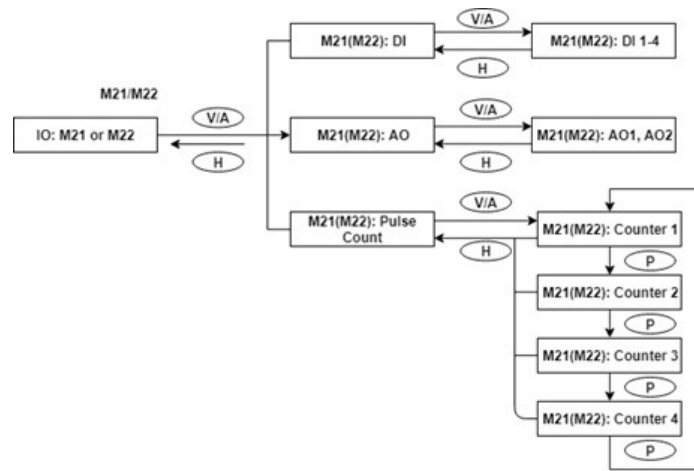 V/A
M21(M22): DI
M21(M22): DI 1-4
H
M21/M22
V/A
V/A
IO: M21 or M22
M21(M22): AO
M21(M22): AO1, AO2
H
H
V/A
M21(M22): Pulse
Count
M21(M22): Counter 1
H
P
M21(M22): Counter 2
P
M21(M22): Counter 3
P
M21(M22): Counter 4
P